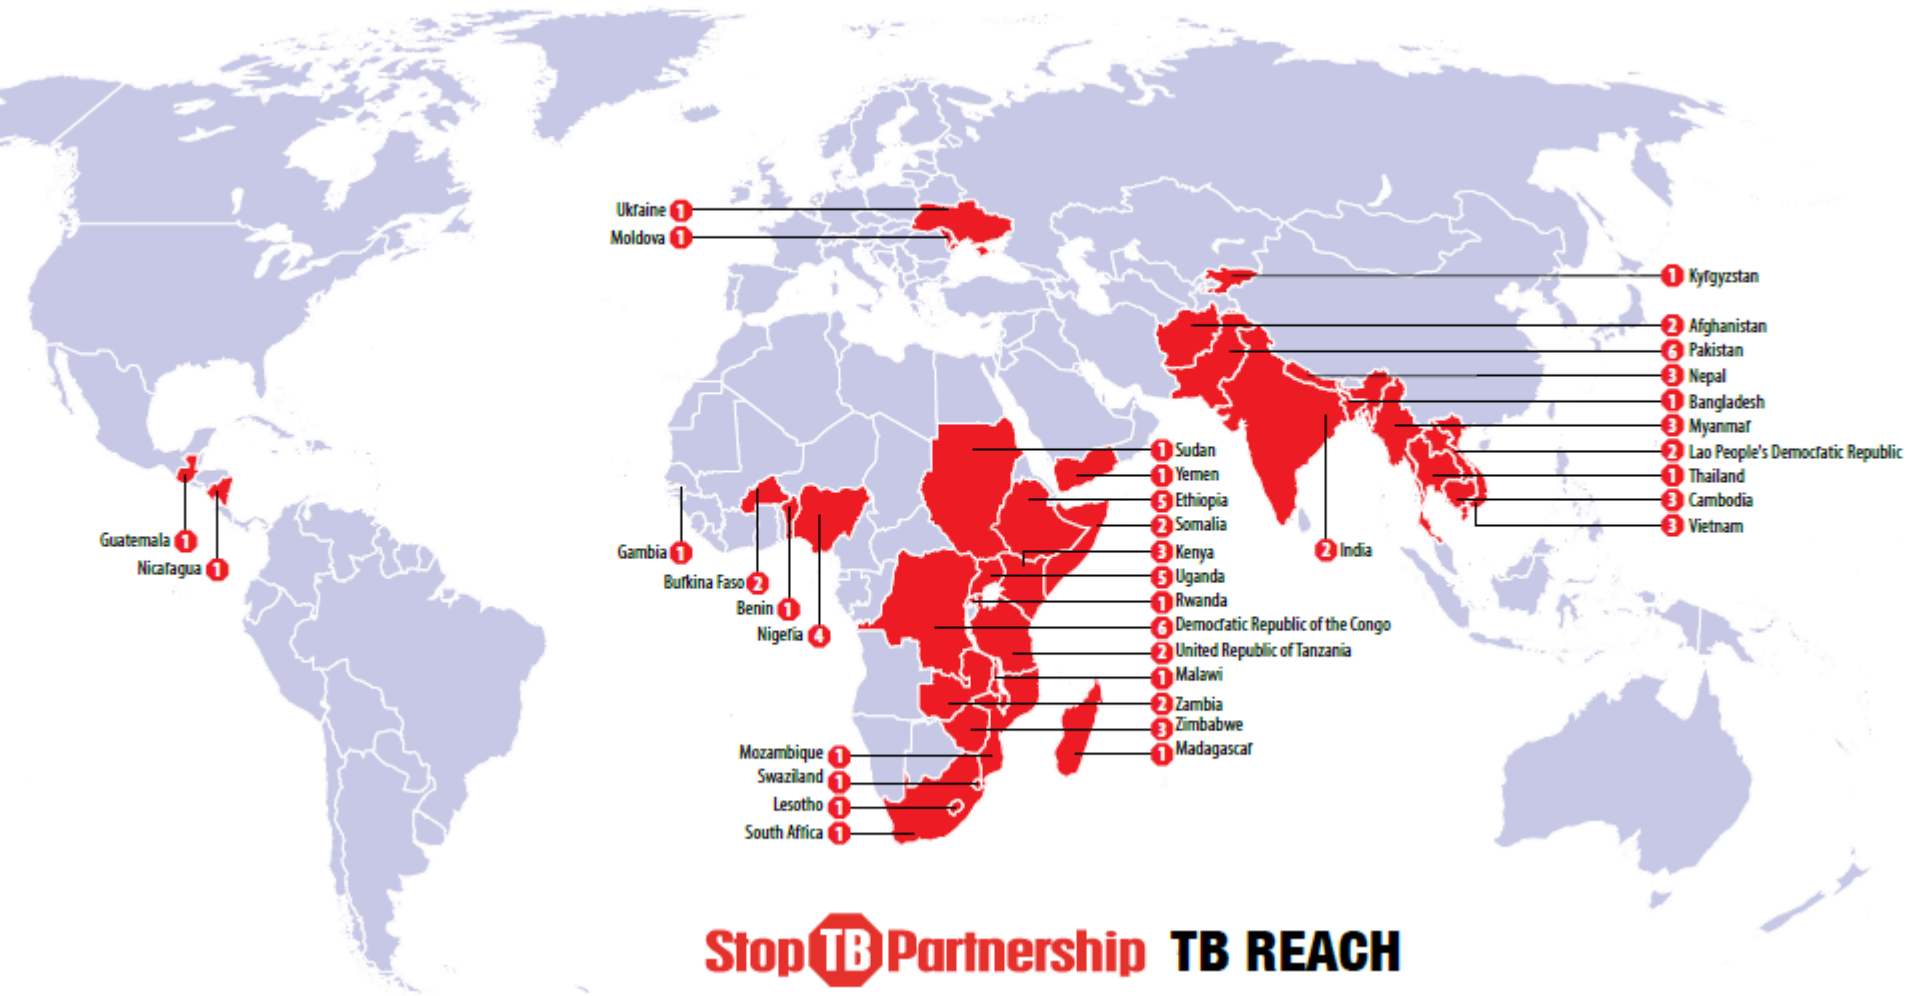 Ukraine 1
Moldova 1
1 Kyrgyzstan
2 Afghanistan
6 Pakistan
3 Nepal
1 Bangladesh
3 Myanmar
2 Lao People's Democratic Republic
1 Thailand
3 Cambodia
3 Vietnam
2 India
1 Sudan
1 Yemen
5 Ethiopia
2 Somalia
3 Kenya
5 Uganda
1 Rwanda
6 Democratic Republic of the Congo
2 United Republic of Tanzania
1 Malawi
2 Zambia
3 Zimbabwe
1 Madagascar
Guatemala 1
Nicaragua 1
Gambia 1
Burkina Faso 2
Benin 1
Nigeria 4
Mozambique 1
Swaziland 1
Lesotho 1
South Africa 1
Stop TB Partnership TB REACH